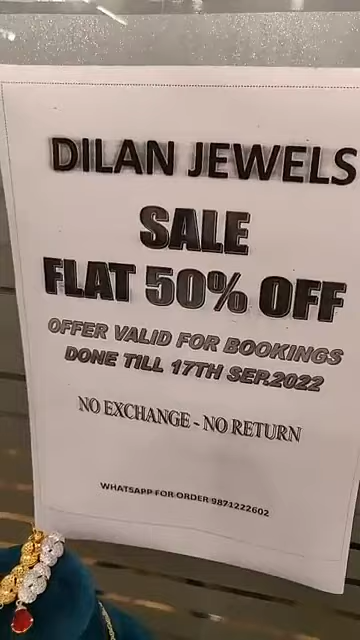 DILAN JEWELS
SALE
FLAT 50% OFF
OFFER VALID FOR BOOKINGS
DONE TILL 17TH SEP.2022
NO EXCHANGE - NO RETURN
WHATSAPP FOR ORDER 9871222602